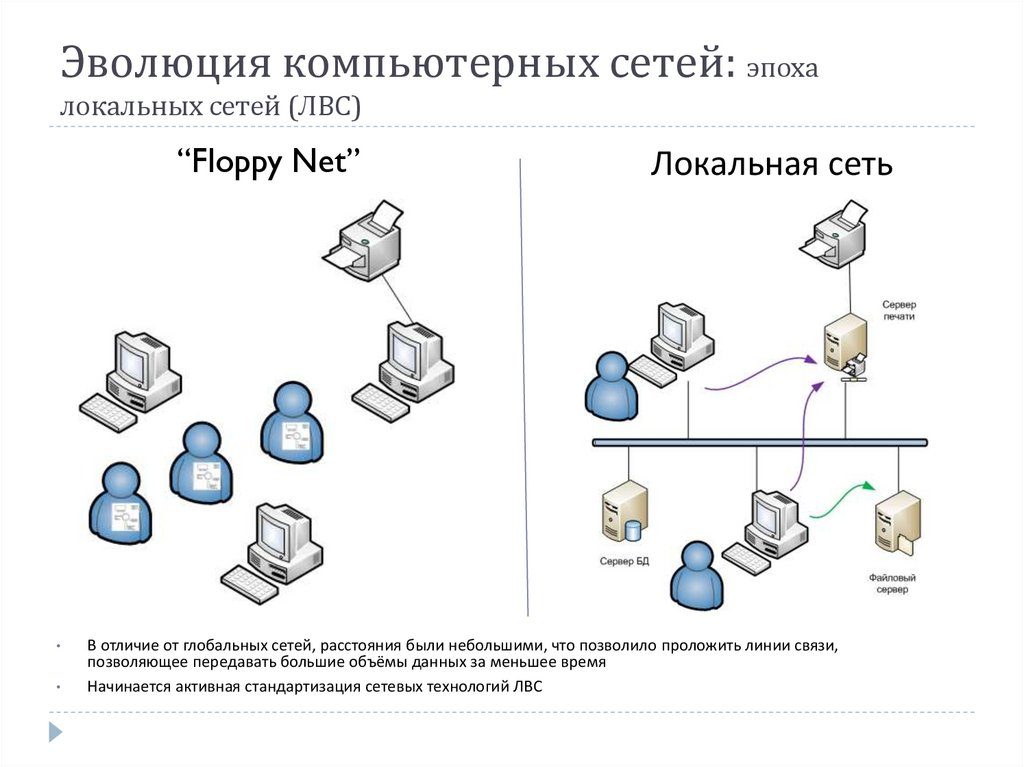 Эволюция компьютерных сетей: эпоха
локальных сетей (ЛВС)
“Floppy Net”
Локальная сеть
Сервер
печати
Сервер БД
Файловый
сервер
• В отличие от глобальных сетей, расстояния были небольшими, что позволило проложить линии связи,
позволяющее передавать большие объёмы данных за меньшее время
• Начинается активная стандартизация сетевых технологий ЛВС